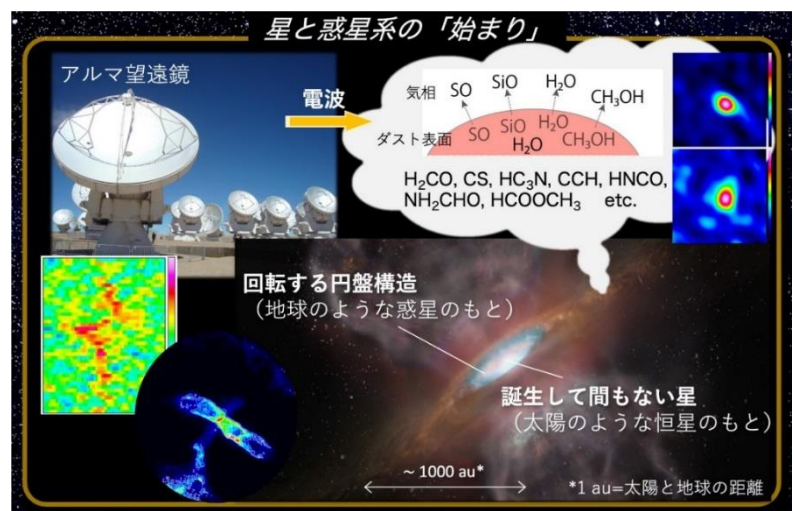 星と惑星系の「始まり」
アルマ望遠鏡
電波
気相
SO
SiO
H₂O
CH₃OH
ダスト表面
SO
SiO
H₂O
H₂O
CH₃OH
H₂CO, CS, HC₃N, CCH, HNCO,
NH₂CHO, HCOOCH₃ etc.
回転する円盤構造
（地球のような惑星のもと）
誕生して間もない星
（太陽のような恒星のもと）
~ 1000 au*
*1 au=太陽と地球の距離